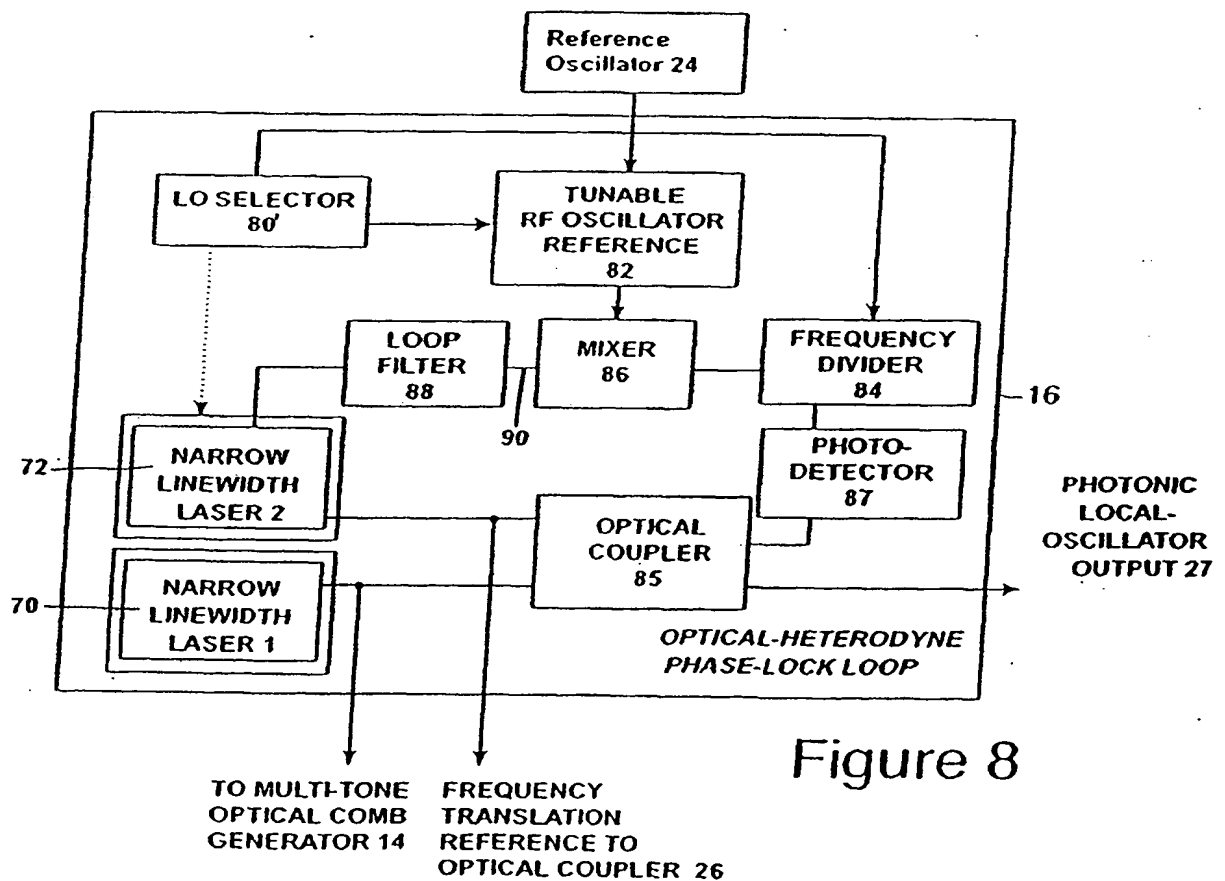 Reference
Oscillator 24
LO SELECTOR
80'
TUNABLE
RF OSCILLATOR
REFERENCE
82
LOOP
FILTER
88
MIXER
86
FREQUENCY
DIVIDER
84
16
90
72
NARROW
LINEWIDTH
LASER 2
PHOTO-
DETECTOR
87
OPTICAL
COUPLER
85
PHOTONIC
LOCAL-
OSCILLATOR
OUTPUT 27
70
NARROW
LINEWIDTH
LASER 1
OPTICAL-HETERODYNE
PHASE-LOCK LOOP
TO MULTI-TONE
OPTICAL COMB
GENERATOR 14
FREQUENCY
TRANSLATION
REFERENCE TO
OPTICAL COUPLER 26
Figure 8